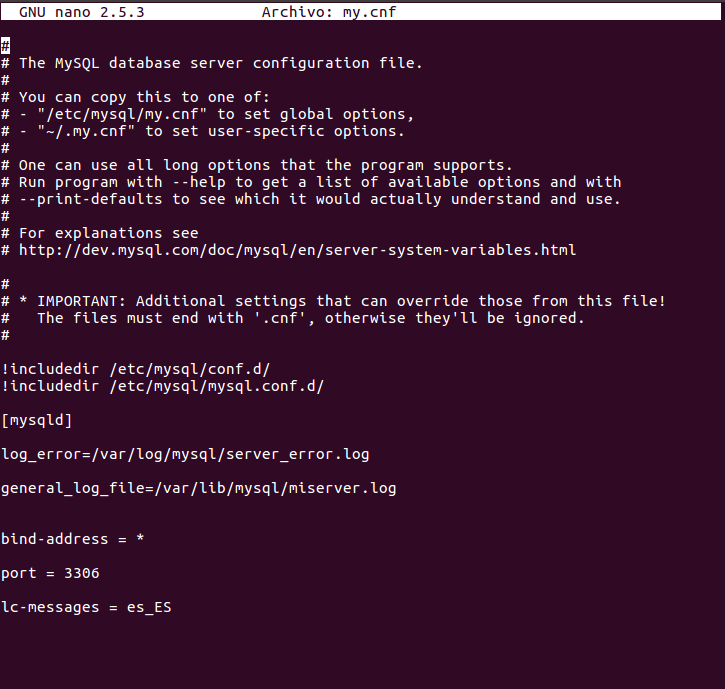 GNU nano 2.5.3 Archivo: my.cnf
#
# The MySQL database server configuration file.
#
# You can copy this to one of:
# - "/etc/mysql/my.cnf" to set global options,
# - "~/.my.cnf" to set user-specific options.
#
# One can use all long options that the program supports.
# Run program with --help to get a list of available options and with
# --print-defaults to see which it would actually understand and use.
#
# For explanations see
# http://dev.mysql.com/doc/mysql/en/server-system-variables.html
#
# * IMPORTANT: Additional settings that can override those from this file!
#   The files must end with '.cnf', otherwise they'll be ignored.
#
!includedir /etc/mysql/conf.d/
!includedir /etc/mysql/mysql.conf.d/
[mysqld]
log_error=/var/log/mysql/server_error.log
general_log_file=/var/lib/mysql/miserver.log
bind-address = *
port = 3306
lc-messages = es_ES